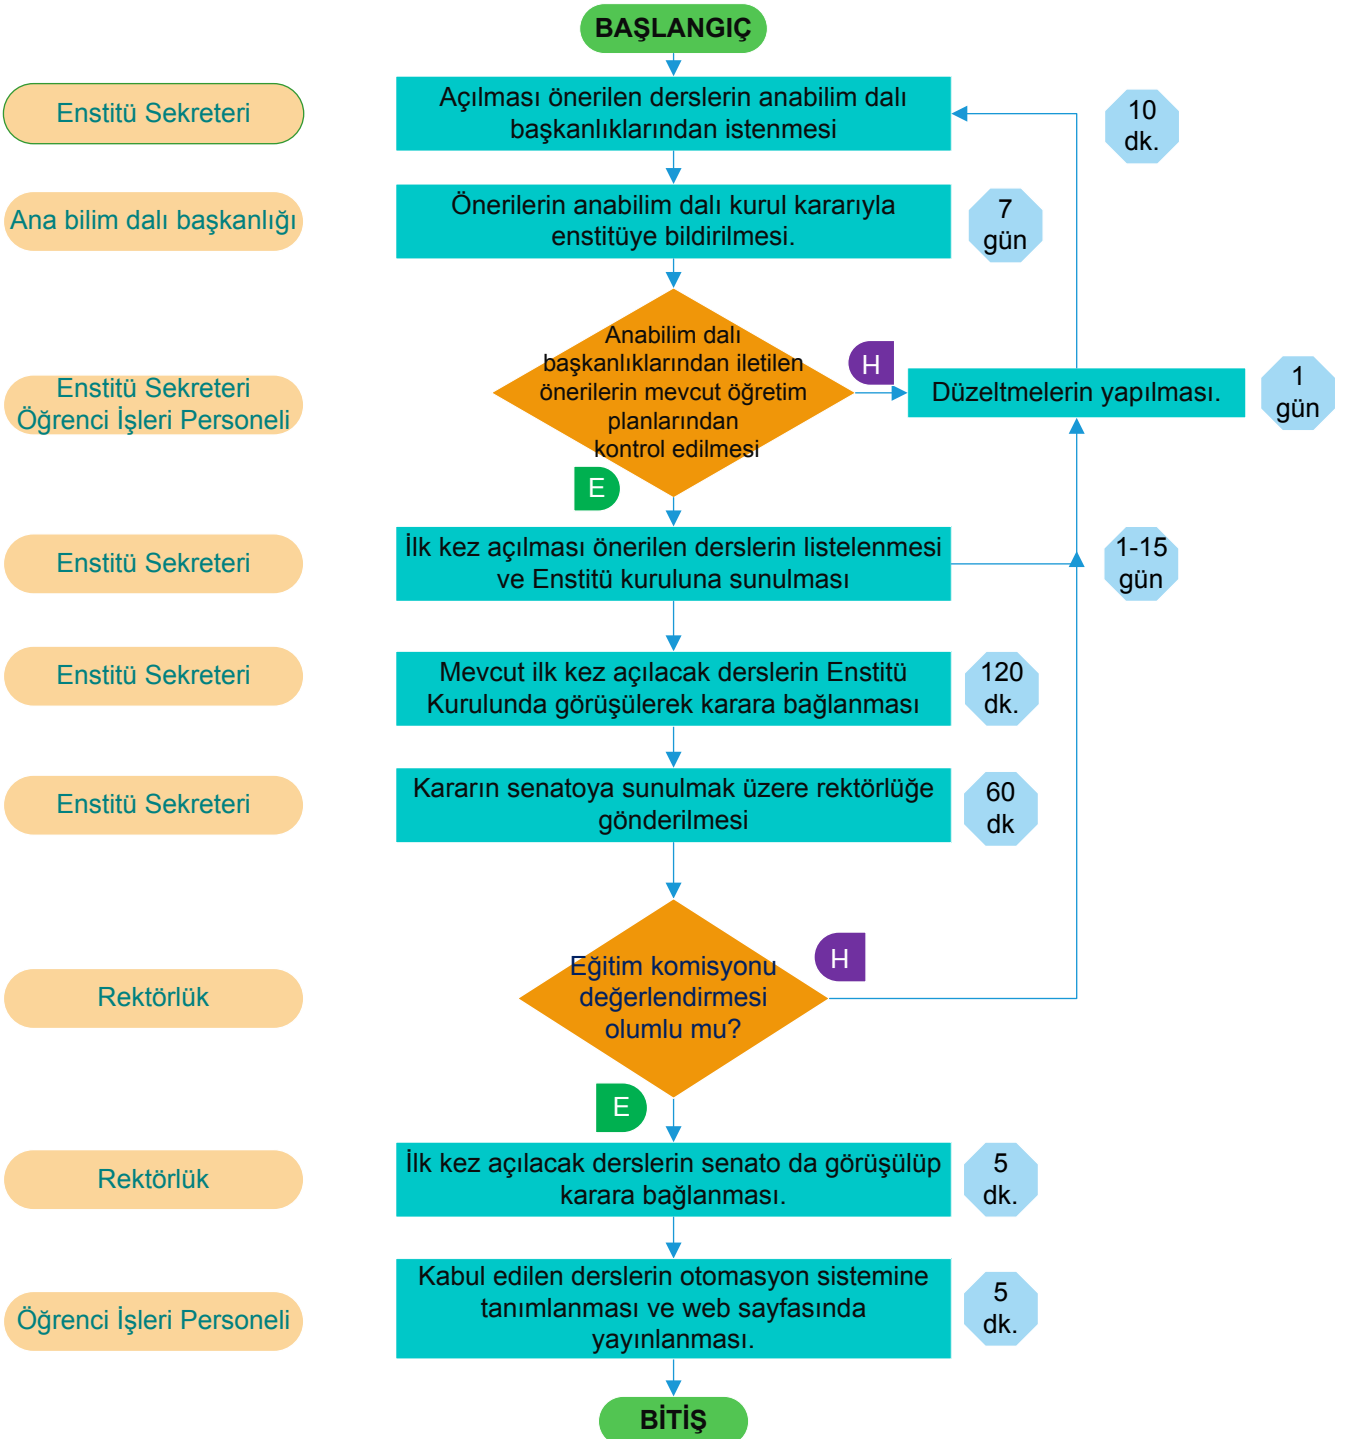 BAŞLANGIÇ
Enstitü Sekreteri
Açılması önerilen derslerin anabilim dalı
başkanlıklarından istenmesi
10
dk.
Ana bilim dalı başkanlığı
Önerilerin anabilim dalı kurul kararıyla
enstitüye bildirilmesi.
7
gün
Enstitü Sekreteri
Öğrenci İşleri Personeli
Anabilim dalı
başkanlıklarından iletilen
önerilerin mevcut öğretim
planlarından
kontrol edilmesi
H
Düzeltmelerin yapılması.
1
gün
E
Enstitü Sekreteri
İlk kez açılması önerilen derslerin listelenmesi
ve Enstitü kuruluna sunulması
1-15
gün
Enstitü Sekreteri
Mevcut ilk kez açılacak derslerin Enstitü
Kurulunda görüşülerek karara bağlanması
120
dk.
Enstitü Sekreteri
Kararın senatoya sunulmak üzere rektörlüğe
gönderilmesi
60
dk
Rektörlük
Eğitim komisyonu
değerlendirmesi
olumlu mu?
H
E
Rektörlük
İlk kez açılacak derslerin senato da görüşülüp
karara bağlanması.
5
dk.
Öğrenci İşleri Personeli
Kabul edilen derslerin otomasyon sistemine
tanımlanması ve web sayfasında
yayınlanması.
5
dk.
BİTİŞ